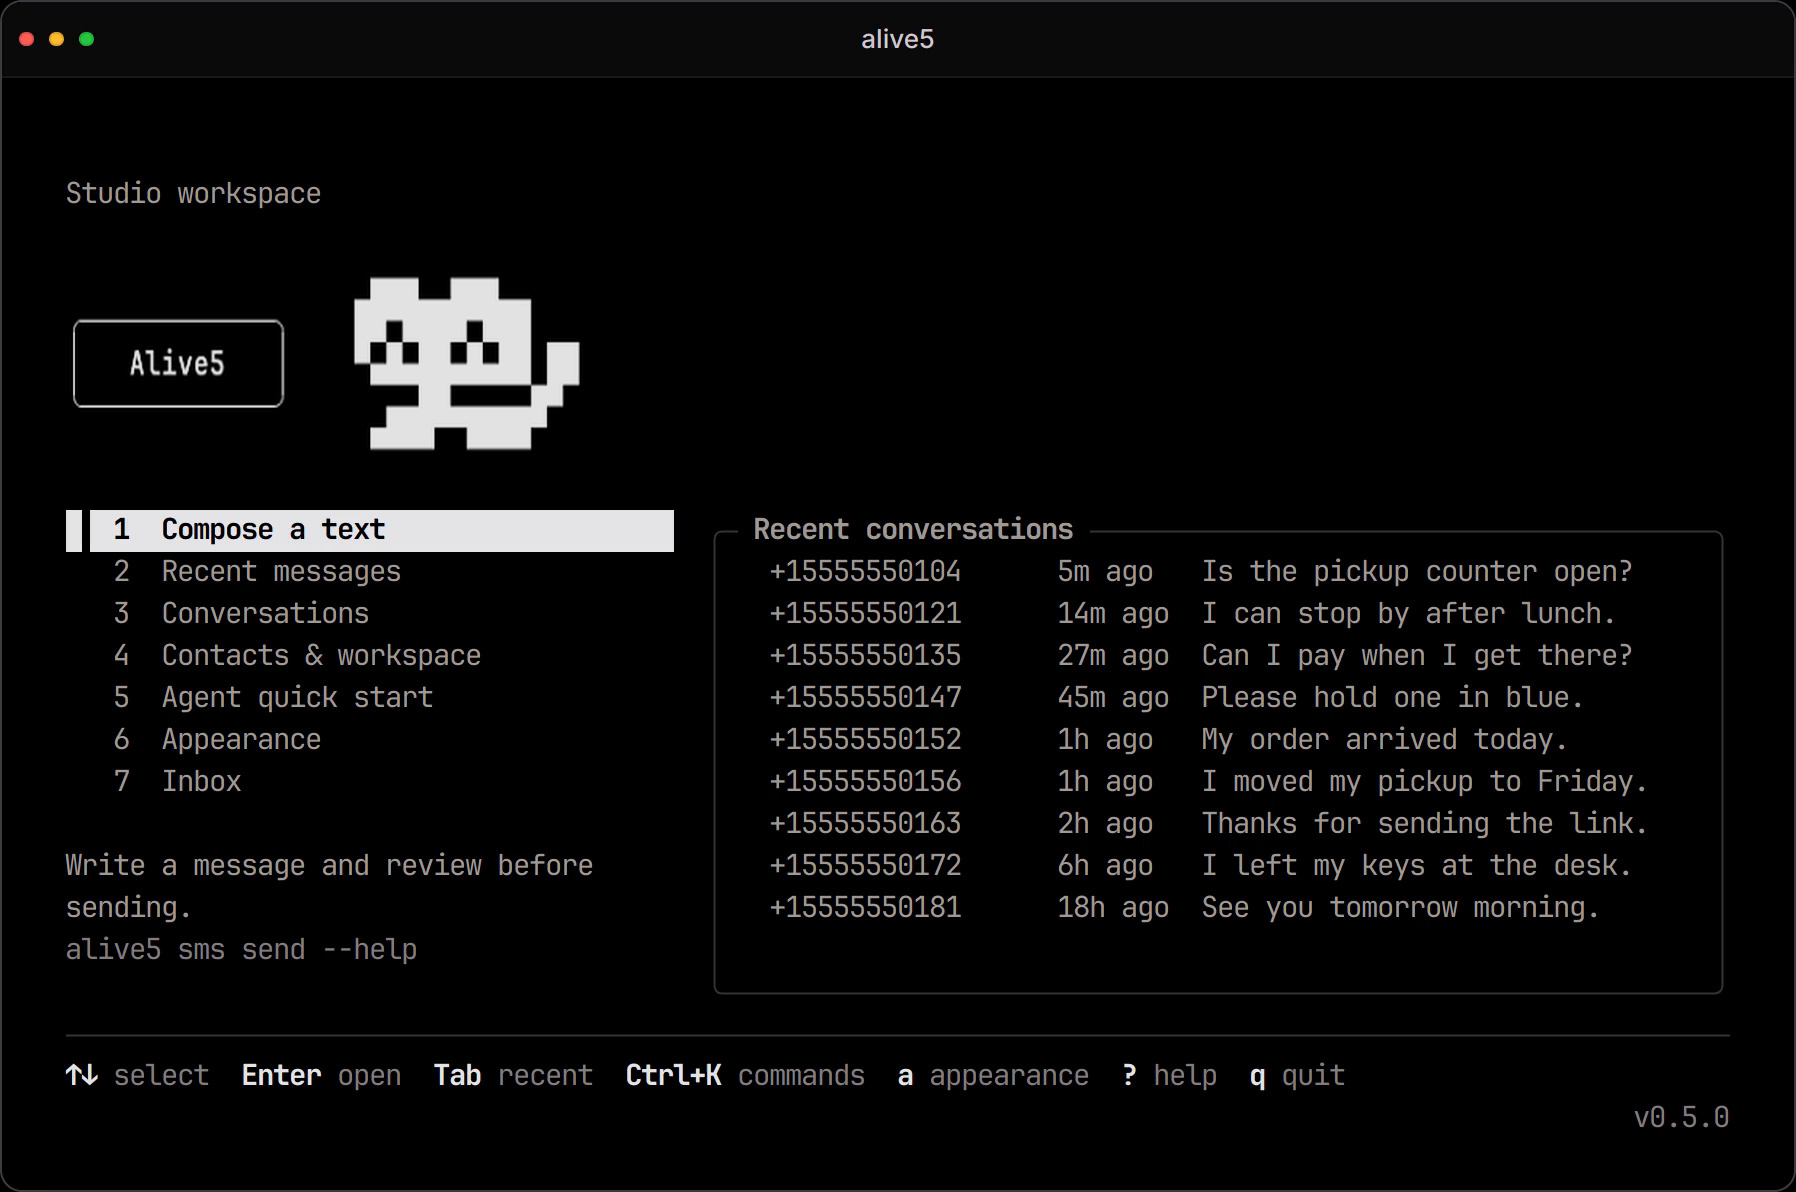 alive5
Studio workspace
Alive5
1 Compose a text
2 Recent messages
3 Conversations
4 Contacts & workspace
5 Agent quick start
6 Appearance
7 Inbox
Write a message and review before
sending.
alive5 sms send --help
Recent conversations
+15555550104 5m ago Is the pickup counter open?
+15555550121 14m ago I can stop by after lunch.
+15555550135 27m ago Can I pay when I get there?
+15555550147 45m ago Please hold one in blue.
+15555550152 1h ago My order arrived today.
+15555550156 1h ago I moved my pickup to Friday.
+15555550163 2h ago Thanks for sending the link.
+15555550172 6h ago I left my keys at the desk.
+15555550181 18h ago See you tomorrow morning.
↑↓ select Enter open Tab recent Ctrl+K commands a appearance ? help q quit
v0.5.0